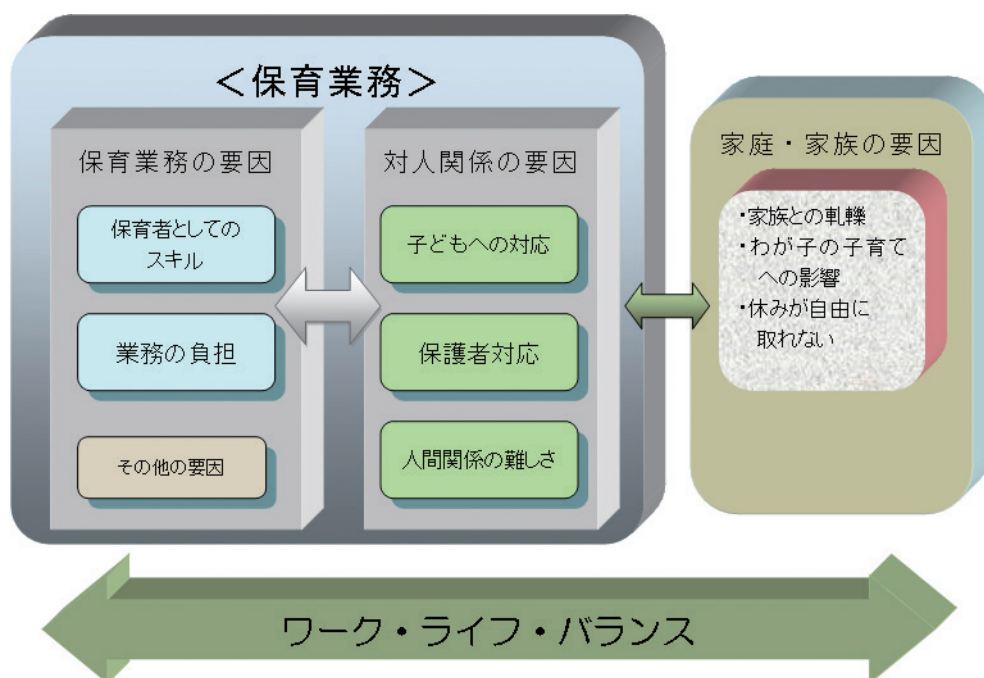 ＜保育業務＞
保育業務の要因
保育者としての
スキル
業務の負担
その他の要因
対人関係の要因
子どもへの対応
保護者対応
人間関係の難しさ
家庭・家族の要因
・家族との軋轢
・わが子の子育て
への影響
・休みが自由に
取れない
ワーク・ライフ・バランス